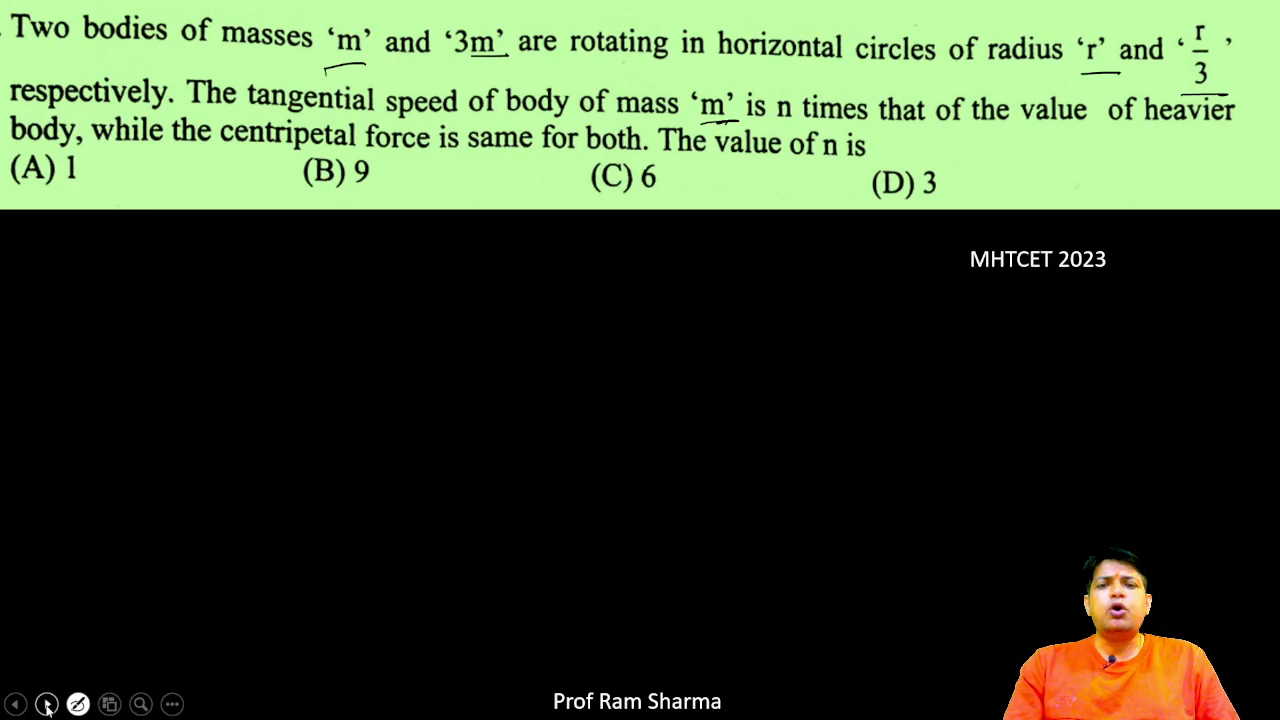 Two bodies of masses ‘m’ and ‘3m’ are rotating in horizontal circles of radius ‘r’ and ‘r/3’
respectively. The tangential speed of body of mass ‘m’ is n times that of the value of heavier
body, while the centripetal force is same for both. The value of n is
(A) 1 (B) 9 (C) 6 (D) 3
MHTCET 2023
Prof Ram Sharma